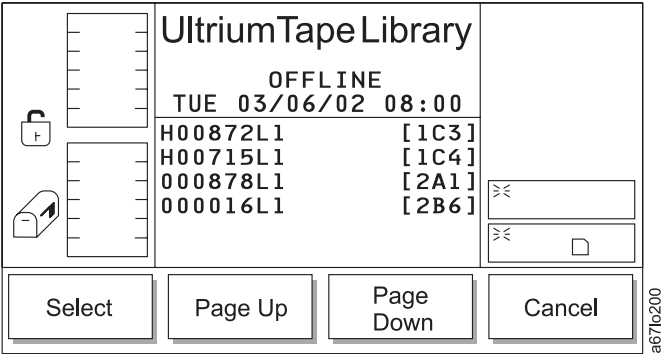 UltriumTape Library
OFFLINE
TUE 03/06/02 08:00
H00872L1 [1C3]
H00715L1 [1C4]
000878L1 [2A1]
000016L1 [2B6]
Select
Page Up
Page
Down
Cancel
a67lo200